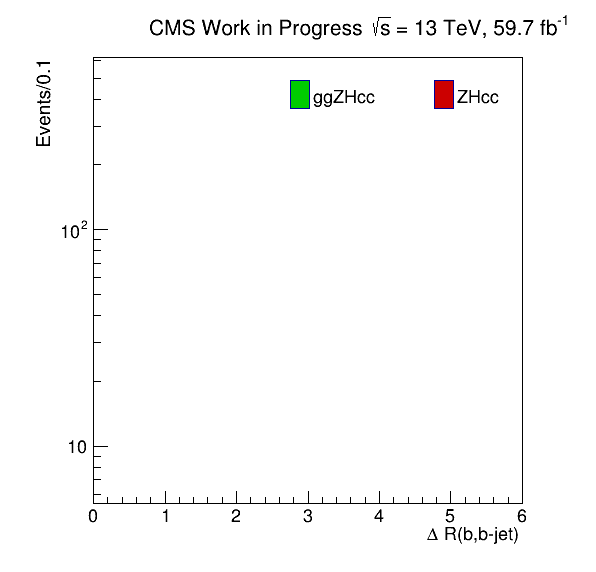 CMS Work in Progress √s = 13 TeV, 59.7 fb⁻¹
Events/0.1
ggZHcc ZHcc
10²
10
0 1 2 3 4 5 6
Δ R(b,b-jet)